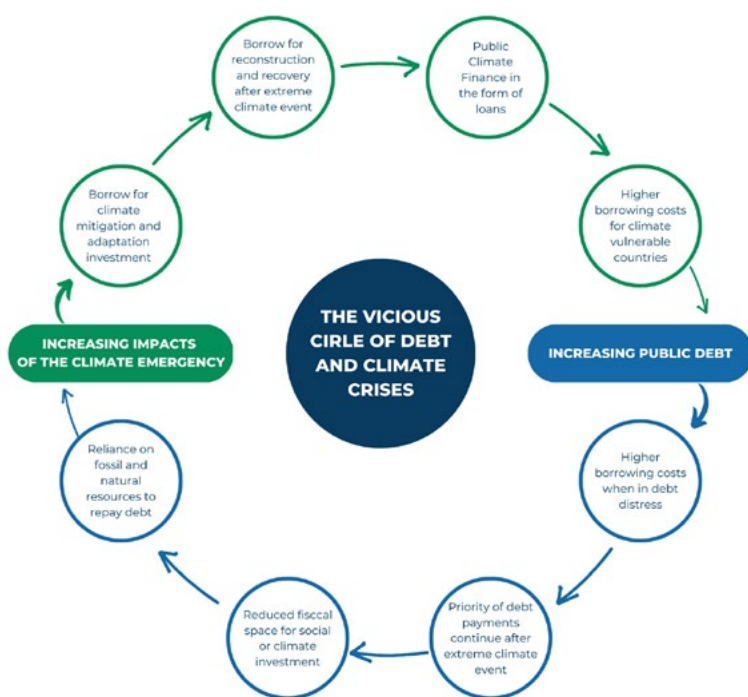 Borrow for
reconstruction
and recovery after
extreme climate
event
Public
Climate
Finance in
the form of
loans
Higher
borrowing costs
for climate
vulnerable
countries
INCREASING PUBLIC DEBT
Higher
borrowing costs
when in debt
distress
Priority of debt
payments
continue after
extreme climate
event
Reduced fisccal
space for social
or climate
investment
Reliance on
fossil and
natural
resources to
repay debt
INCREASING IMPACTS
OF THE CLIMATE EMERGENCY
Borrow for
climate
mitigation and
adaptation
investment
THE VICIOUS
CIRLE OF DEBT
AND CLIMATE
CRISES